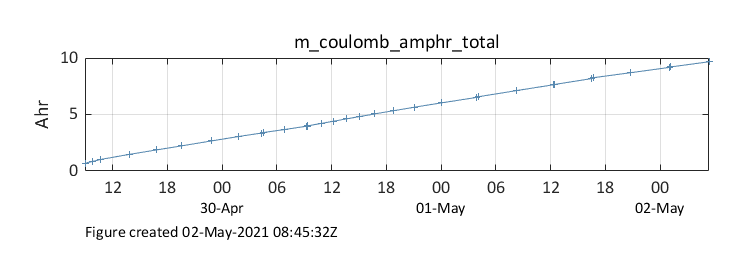 m_coulomb_amphr_total
10
5
0
Ahr
12 18 00 06 12 18 00 06 12 18 00
30-Apr 01-May 02-May
Figure created 02-May-2021 08:45:32Z